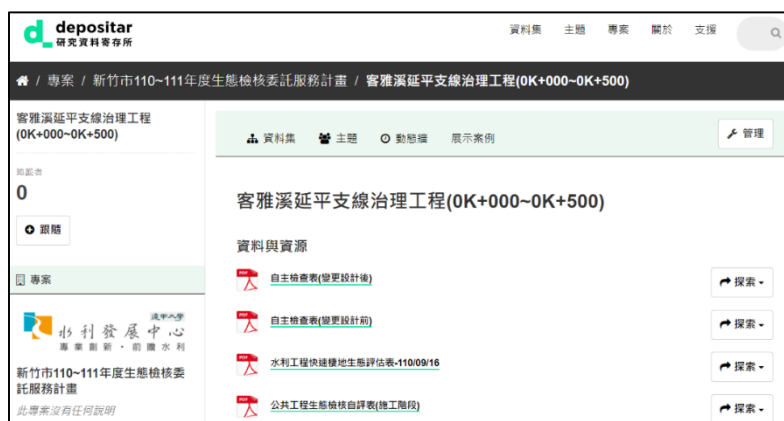 depositar
研究資料寄存所
資料集 主題 專案 關於 支援
/ 專案 / 新竹市110~111年度生態檢核委託服務計畫 / 客雅溪延平支線治理工程(0K+000~0K+500)
客雅溪延平支線治理工程
(0K+000~0K+500)
追蹤者
0
跟隨
專案
逢甲大學
水利發展中心
專業創新・前瞻水利
新竹市110~111年度生態檢核委
託服務計畫
此專案沒有任何說明
資料集 主題 動態牆 展示案例
管理
客雅溪延平支線治理工程(0K+000~0K+500)
資料與資源
PDF 自主檢查表(變更設計後) 探索
PDF 自主檢查表(變更設計前) 探索
PDF 水利工程快速棲地生態評估表-110/09/16 探索
PDF 公共工程生態檢核自評表(施工階段) 探索